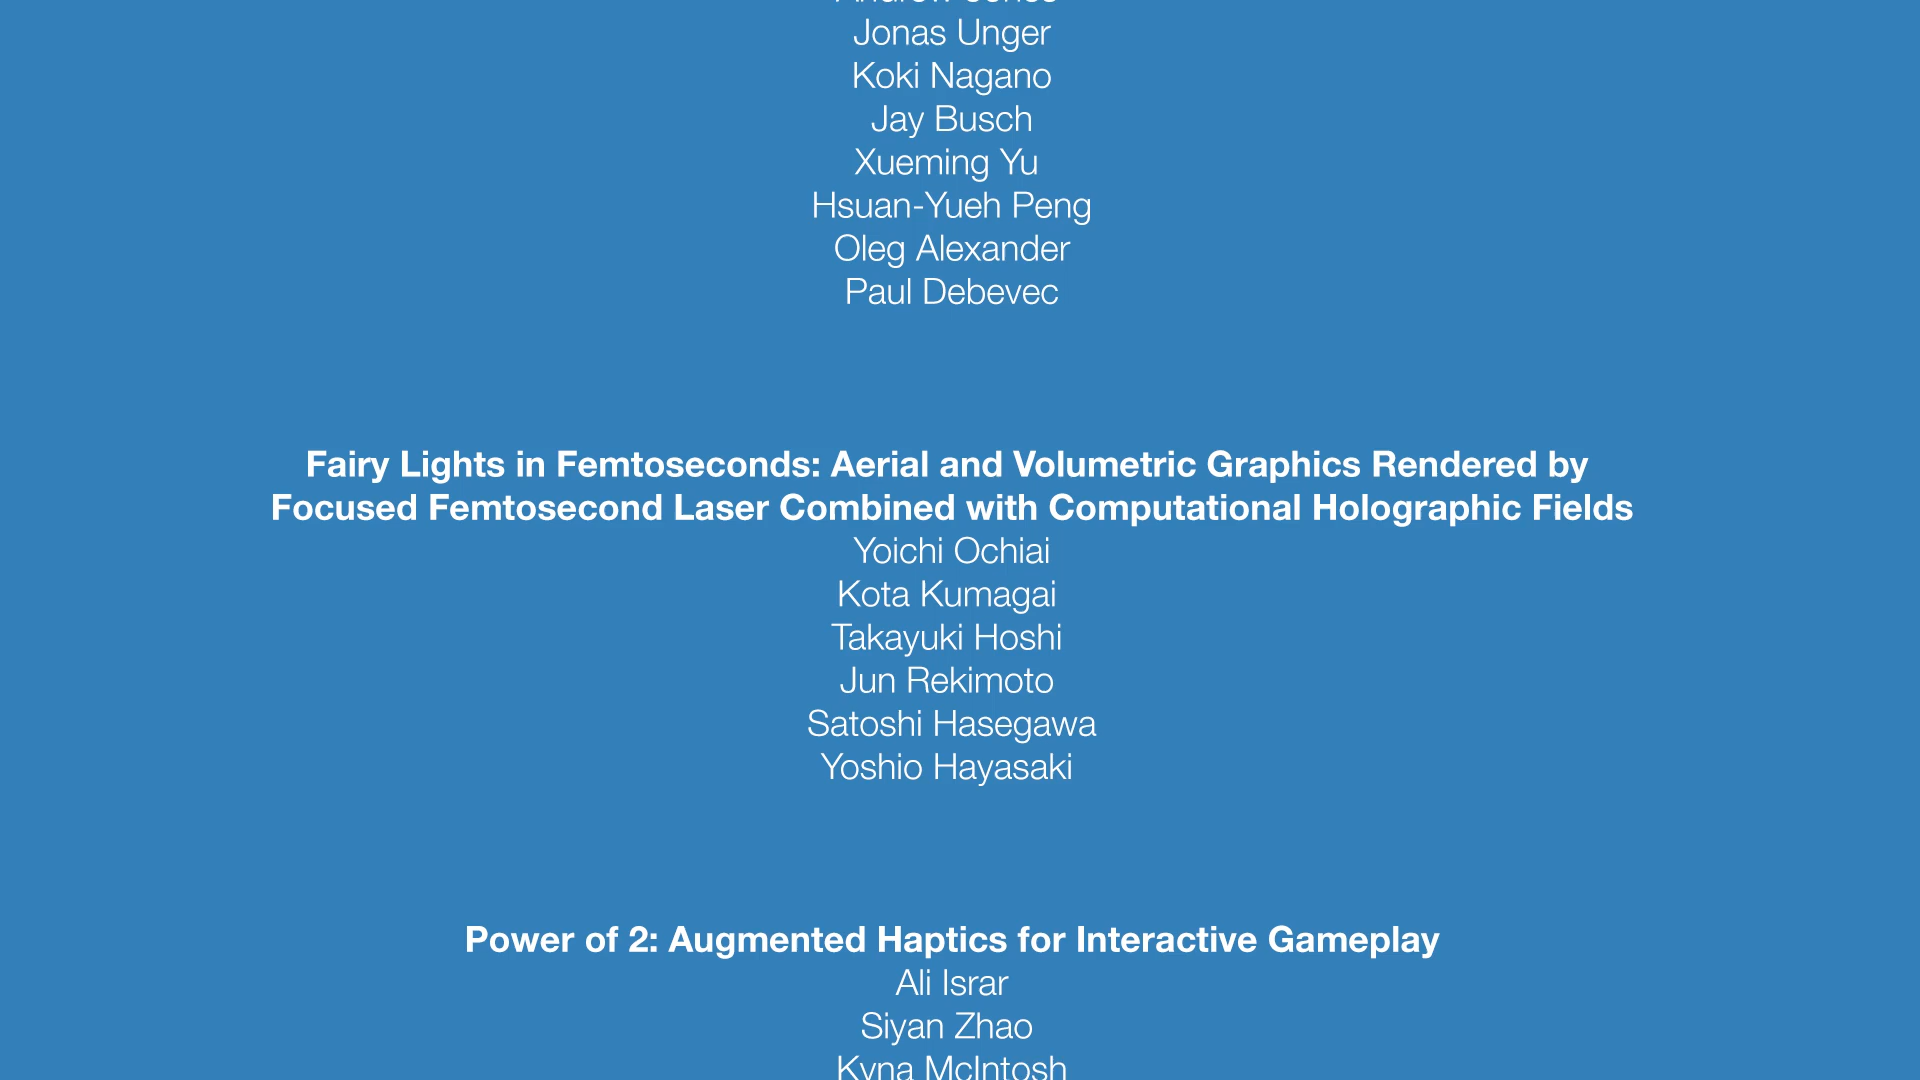 Jonas Unger
Koki Nagano
Jay Busch
Xueming Yu
Hsuan-Yueh Peng
Oleg Alexander
Paul Debevec
Fairy Lights in Femtoseconds: Aerial and Volumetric Graphics Rendered by
Focused Femtosecond Laser Combined with Computational Holographic Fields
Yoichi Ochiai
Kota Kumagai
Takayuki Hoshi
Jun Rekimoto
Satoshi Hasegawa
Yoshio Hayasaki
Power of 2: Augmented Haptics for Interactive Gameplay
Ali Israr
Siyan Zhao
Kyna McIntosh